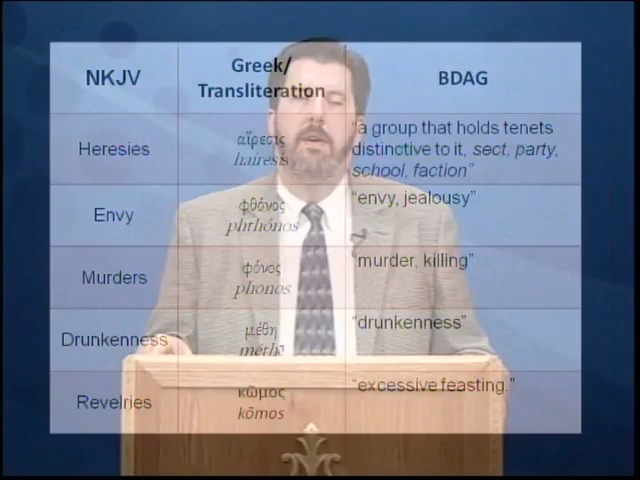 NKJV
Greek/
Transliteration
BDAG
Heresies
αἵρεσις
hairesis
"a group that holds tenets
distinctive to it, sect, party,
school, faction"
Envy
φθόνος
phthónos
"envy, jealousy"
Murders
φόνος
phonos
"murder, killing"
Drunkenness
μέθη
méthē
"drunkenness"
Revelries
κῶμος
kōmos
"excessive feasting."